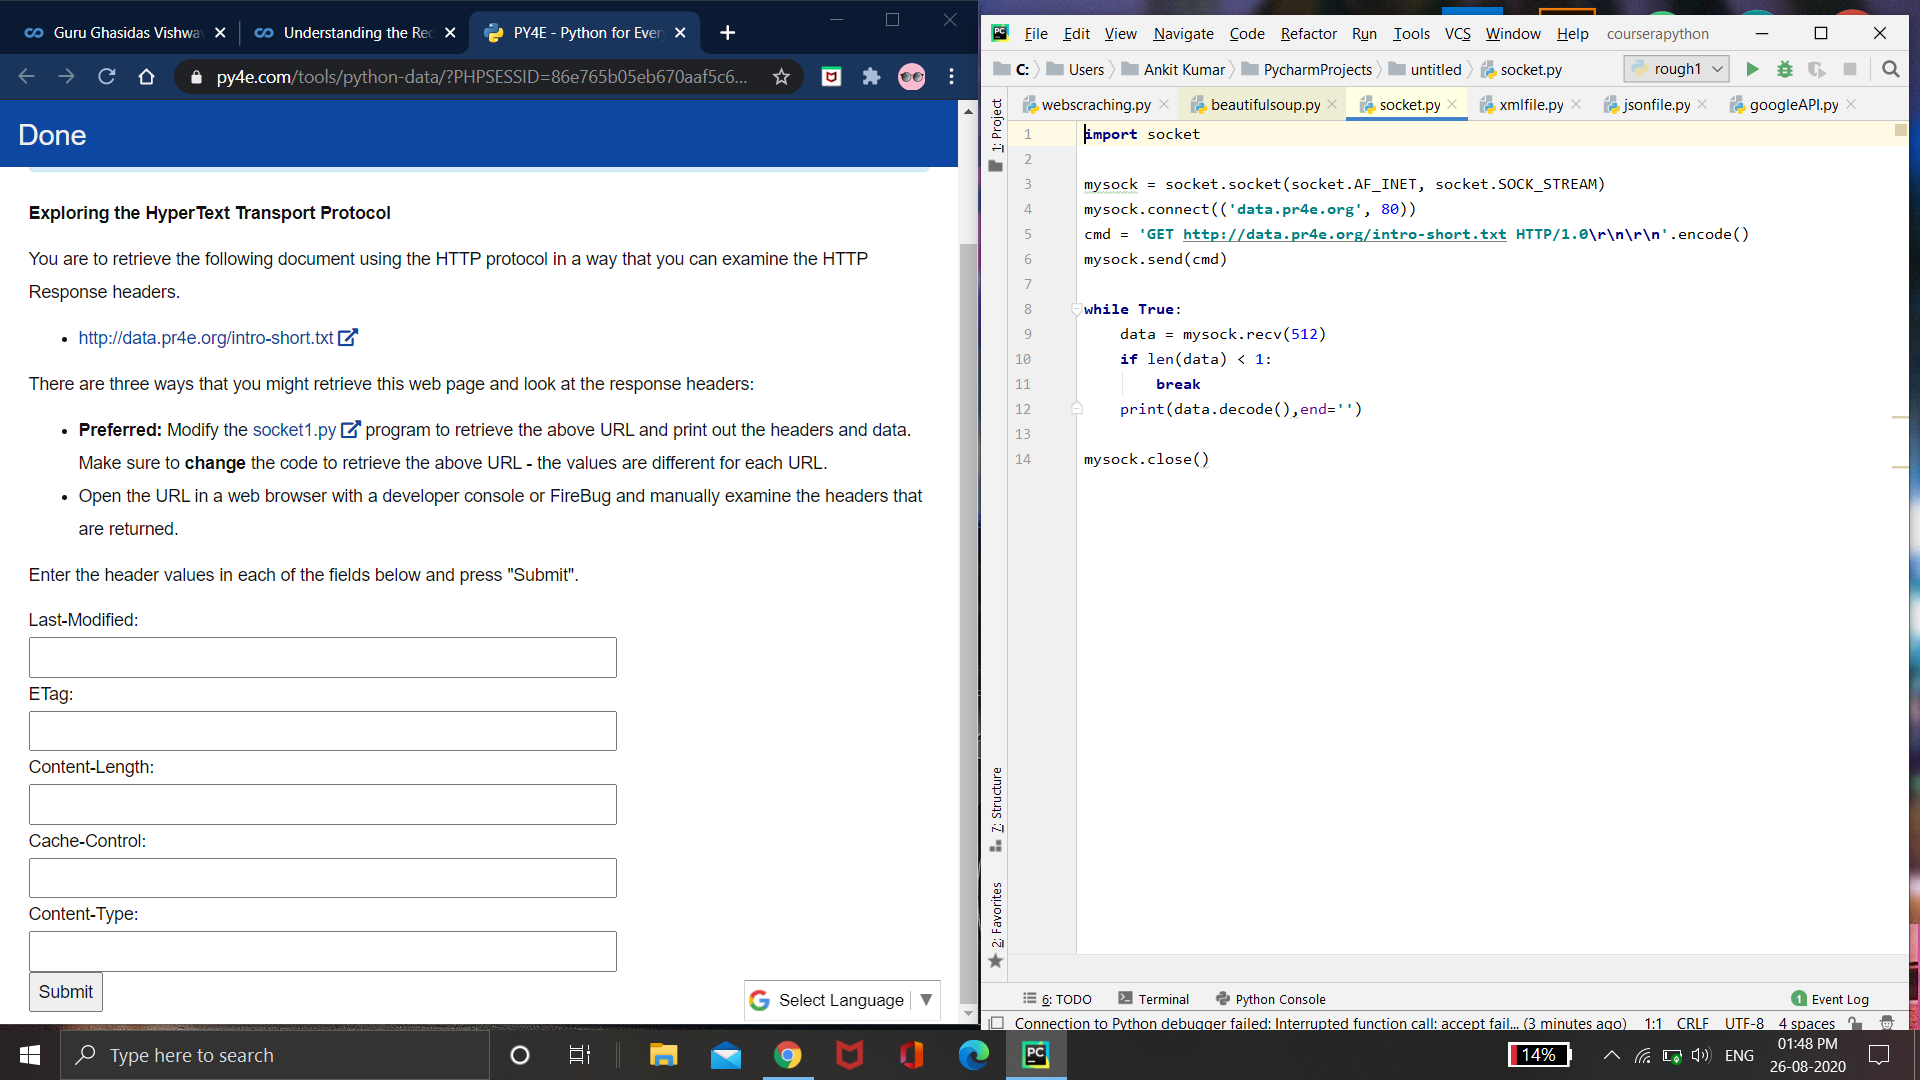 Guru Ghasidas Vishwa
Understanding the Req
PY4E - Python for Ever
py4e.com/tools/python-data/?PHPSESSID=86e765b05eb670aaf5c6...
Done
Exploring the HyperText Transport Protocol
You are to retrieve the following document using the HTTP protocol in a way that you can examine the HTTP
Response headers.
http://data.pr4e.org/intro-short.txt
There are three ways that you might retrieve this web page and look at the response headers:
Preferred: Modify the socket1.py program to retrieve the above URL and print out the headers and data.
Make sure to change the code to retrieve the above URL - the values are different for each URL.
Open the URL in a web browser with a developer console or FireBug and manually examine the headers that
are returned.
Enter the header values in each of the fields below and press "Submit".
Last-Modified:
ETag:
Content-Length:
Cache-Control:
Content-Type:
Submit
Select Language ▼
PC File Edit View Navigate Code Refactor Run Tools VCS Window Help courserapython
C: Users Ankit Kumar PycharmProjects untitled socket.py rough1
webscraching.py beautifulsoup.py socket.py xmlfile.py jsonfile.py googleAPI.py
1: Project
7: Structure
2: Favorites
1 import socket
2
3 mysock = socket.socket(socket.AF_INET, socket.SOCK_STREAM)
4 mysock.connect(('data.pr4e.org', 80))
5 cmd = 'GET http://data.pr4e.org/intro-short.txt HTTP/1.0\r\n\r\n'.encode()
6 mysock.send(cmd)
7
8 while True:
9 data = mysock.recv(512)
10 if len(data) < 1:
11 break
12 print(data.decode(),end='')
13
14 mysock.close()
6: TODO Terminal Python Console 1 Event Log
Connection to Python debugger failed: Interrupted function call: accept fail... (3 minutes ago) 1:1 CRLF UTF-8 4 spaces
Type here to search
PC
14%
ENG
01:48 PM
26-08-2020